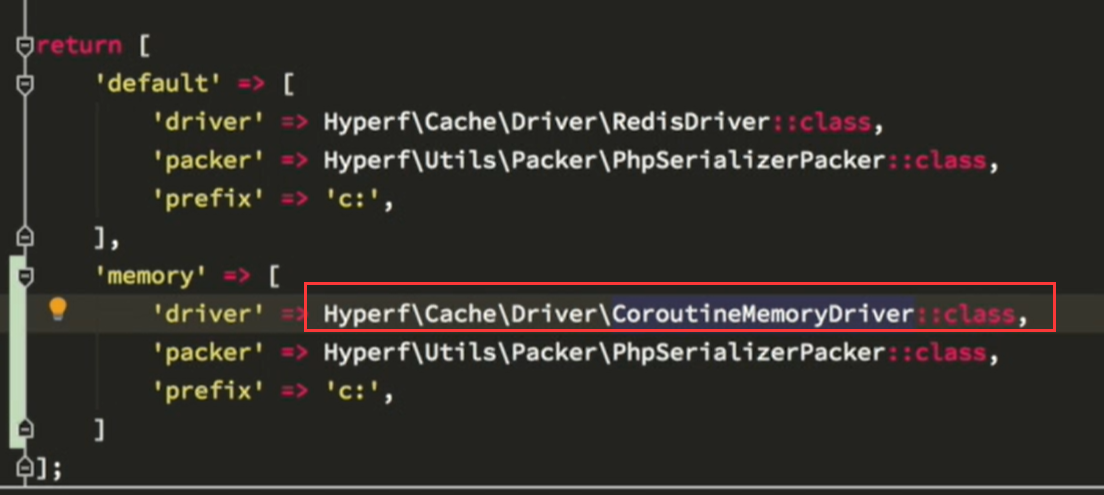 return [
    'default' => [
        'driver' => Hyperf\Cache\Driver\RedisDriver::class,
        'packer' => Hyperf\Utils\Packer\PhpSerializerPacker::class,
        'prefix' => 'c:',
    ],
    'memory' => [
        'driver' => Hyperf\Cache\Driver\CoroutineMemoryDriver::class,
        'packer' => Hyperf\Utils\Packer\PhpSerializerPacker::class,
        'prefix' => 'c:',
    ]
];